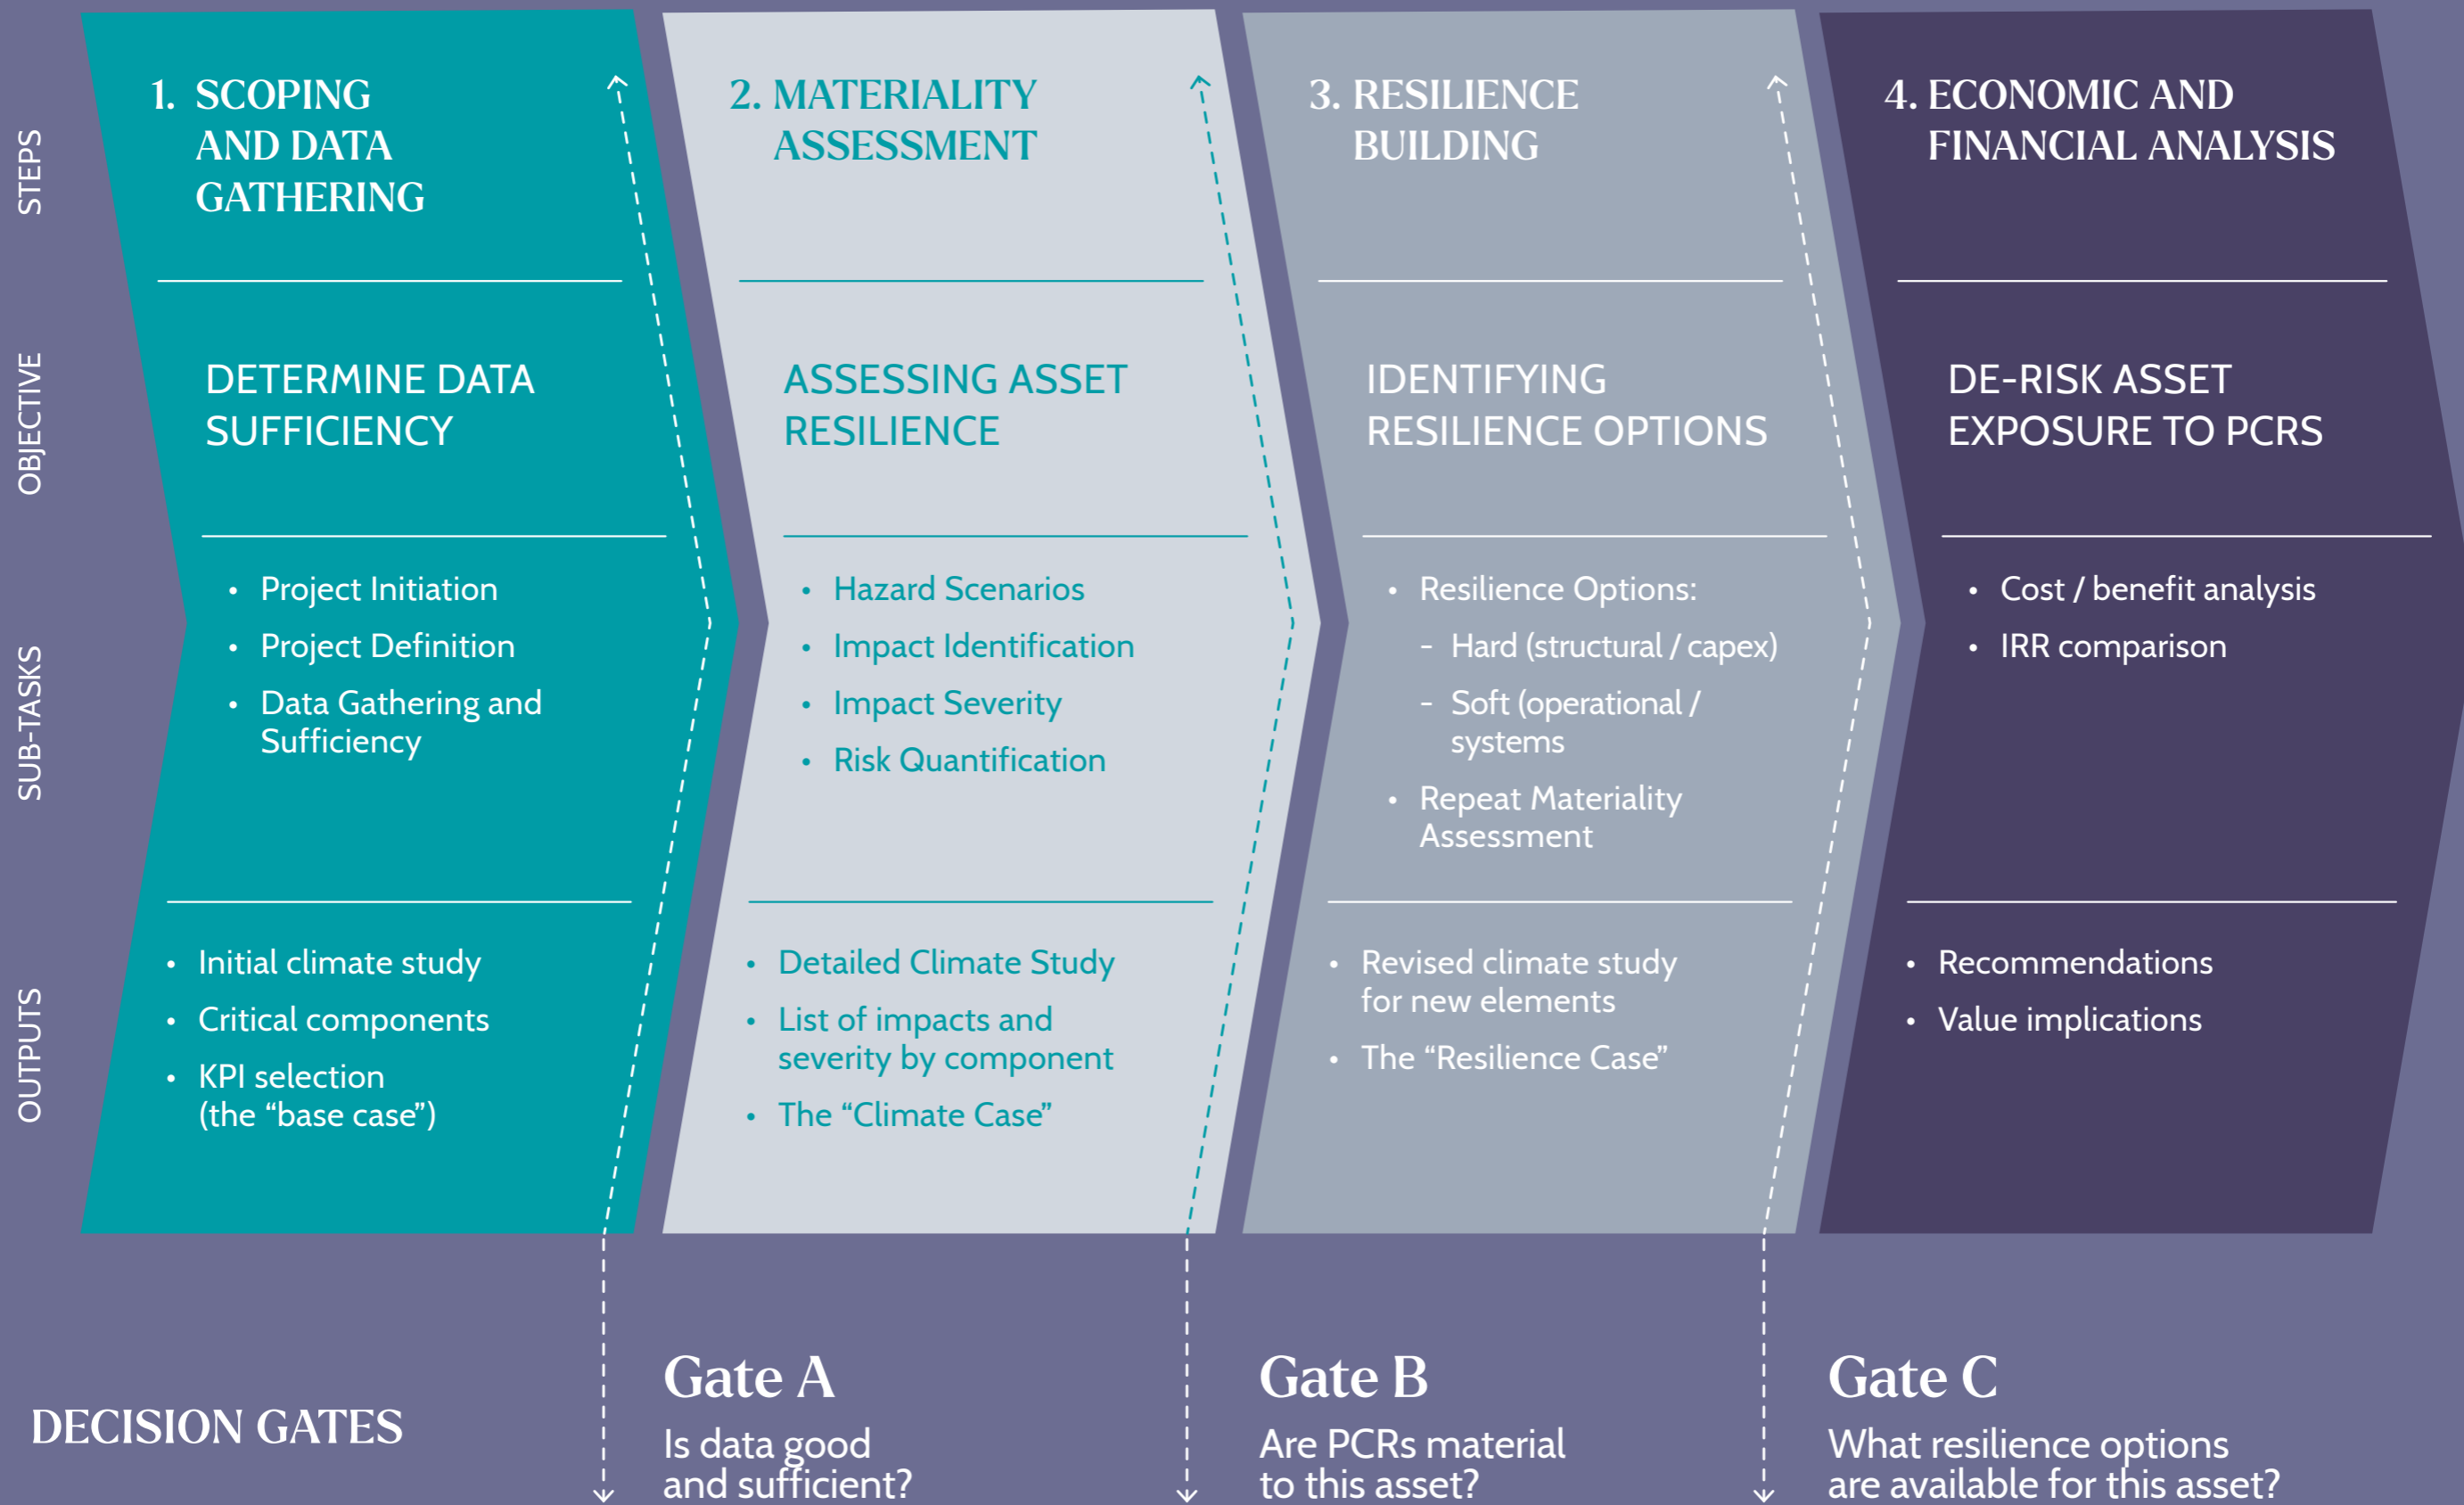 STEPS
1. SCOPING
AND DATA
GATHERING
2. MATERIALITY
ASSESSMENT
3. RESILIENCE
BUILDING
4. ECONOMIC AND
FINANCIAL ANALYSIS
OBJECTIVE
DETERMINE DATA
SUFFICIENCY
ASSESSING ASSET
RESILIENCE
IDENTIFYING
RESILIENCE OPTIONS
DE-RISK ASSET
EXPOSURE TO PCRS
SUB-TASKS
• Project Initiation
• Project Definition
• Data Gathering and
Sufficiency
• Hazard Scenarios
• Impact Identification
• Impact Severity
• Risk Quantification
• Resilience Options:
– Hard (structural / capex)
– Soft (operational /
systems
• Repeat Materiality
Assessment
• Cost / benefit analysis
• IRR comparison
OUTPUTS
• Initial climate study
• Critical components
• KPI selection
(the “base case”)
• Detailed Climate Study
• List of impacts and
severity by component
• The “Climate Case”
• Revised climate study
for new elements
• The “Resilience Case”
• Recommendations
• Value implications
DECISION GATES
Gate A
Is data good
and sufficient?
Gate B
Are PCRs material
to this asset?
Gate C
What resilience options
are available for this asset?